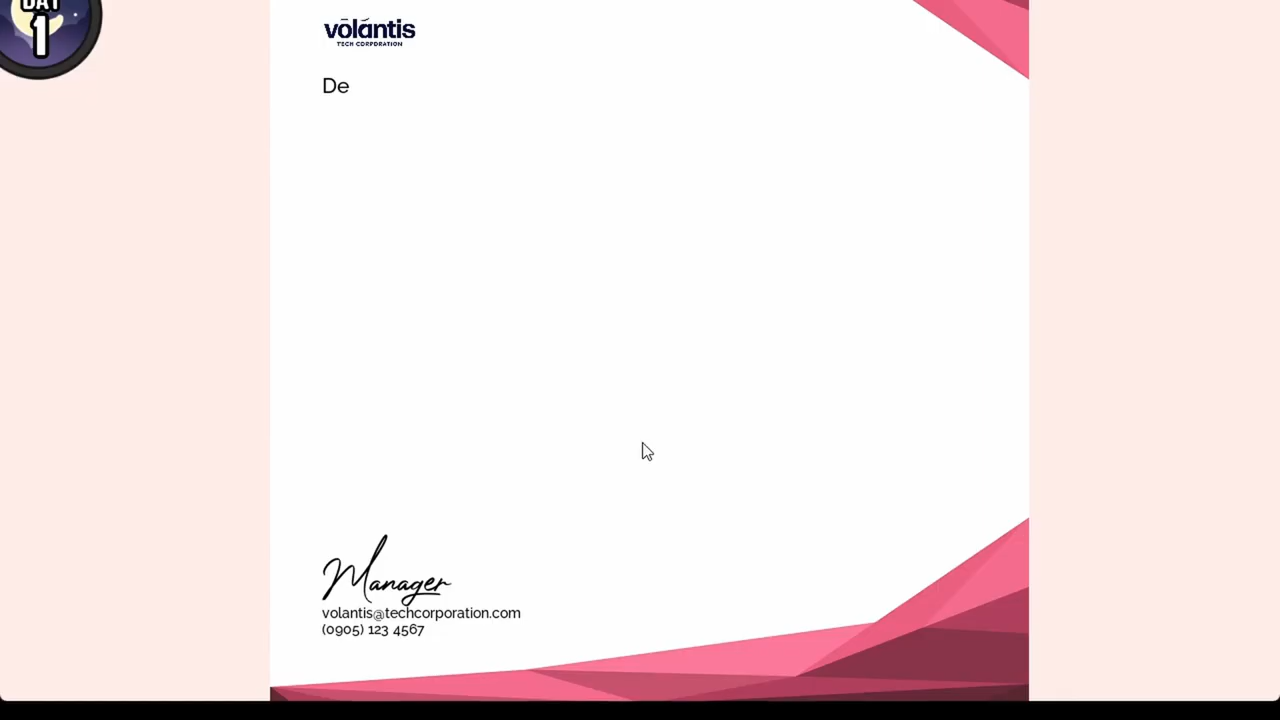 DAY
1
volantis
TECH CORPORATION
De
Manager
volantis@techcorporation.com
(0905) 123 4567